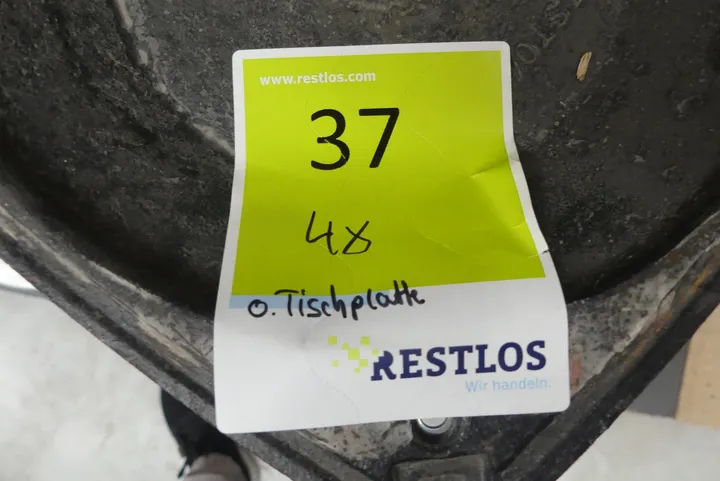 www.restlos.com
37
4x
o. Tischplatte
RESTLOS
Wir handeln.